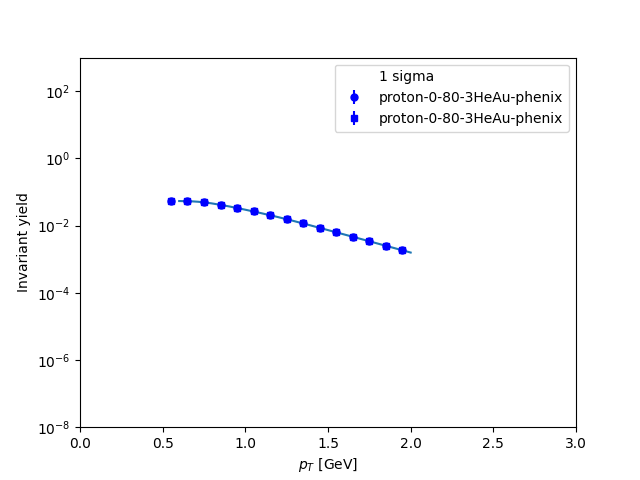 1 sigma
proton-0-80-3HeAu-phenix
proton-0-80-3HeAu-phenix
Invariant yield
10^2
10^0
10^-2
10^-4
10^-6
10^-8
0.0 0.5 1.0 1.5 2.0 2.5 3.0
p_T [GeV]